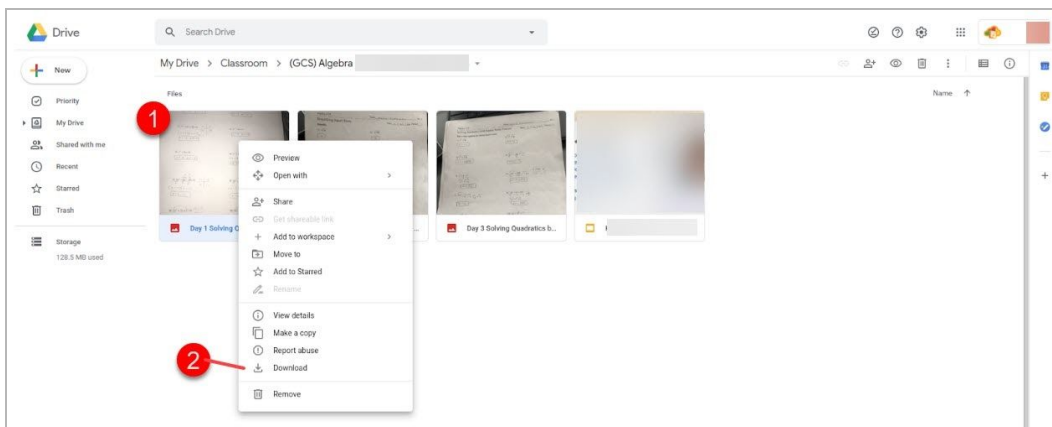 Drive
Search Drive
New
My Drive > Classroom > (GCS) Algebra
Priority
My Drive
Shared with me
Recent
Starred
Trash
Storage
128.5 MB used
Files
Name
1
Day 1 Solving Q
Day 3 Solving Quadratics b...
Preview
Open with
Share
Get shareable link
Add to workspace
Move to
Add to Starred
Rename
View details
Make a copy
Report abuse
2
Download
Remove